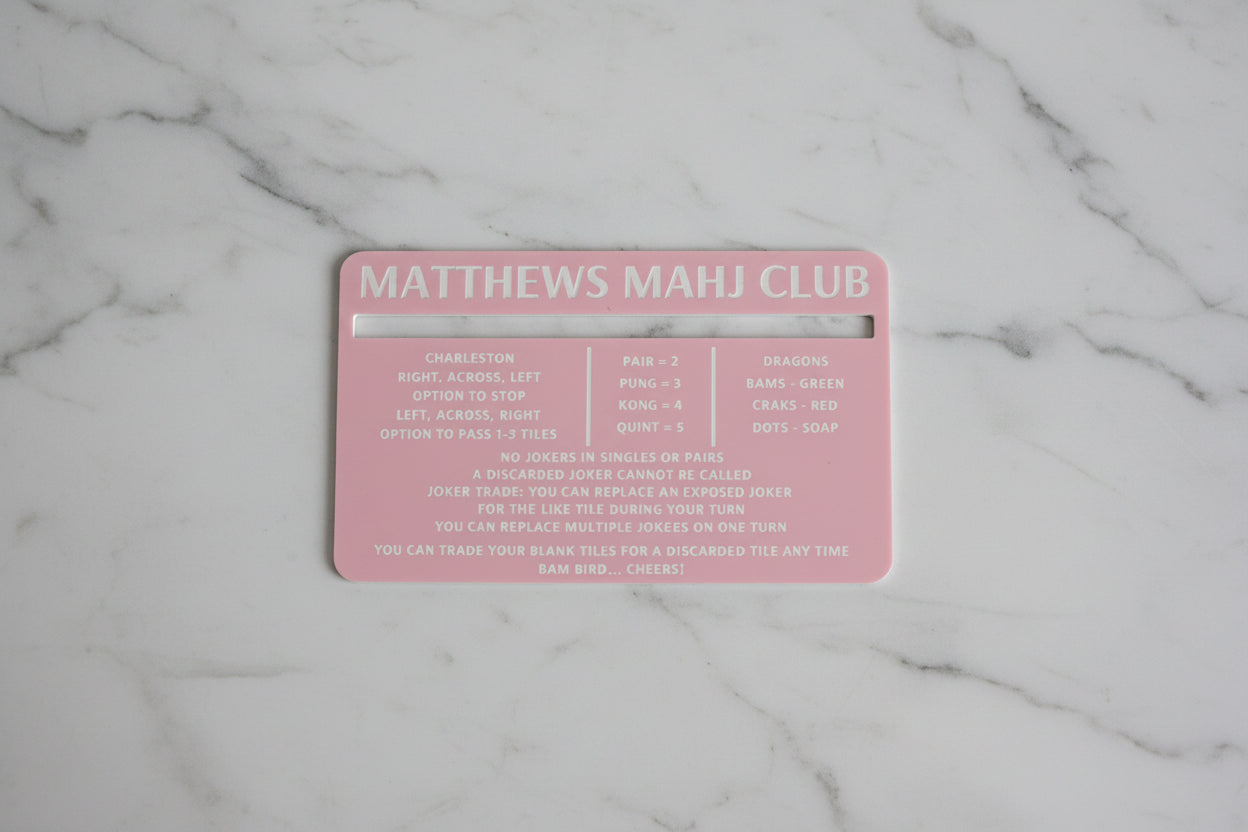 MATTHEWS MAHJ CLUB
CHARLESTON
RIGHT, ACROSS, LEFT
OPTION TO STOP
LEFT, ACROSS, RIGHT
OPTION TO PASS 1-3 TILES
PAIR = 2
PUNG = 3
KONG = 4
QUINT = 5
DRAGONS
BAMS - GREEN
CRAKS - RED
DOTS - SOAP
NO JOKERS IN SINGLES OR PAIRS
A DISCARDED JOKER CANNOT RE CALLED
JOKER TRADE: YOU CAN REPLACE AN EXPOSED JOKER
FOR THE LIKE TILE DURING YOUR TURN
YOU CAN REPLACE MULTIPLE JOKEES ON ONE TURN
YOU CAN TRADE YOUR BLANK TILES FOR A DISCARDED TILE ANY TIME
BAM BIRD... CHEERS!